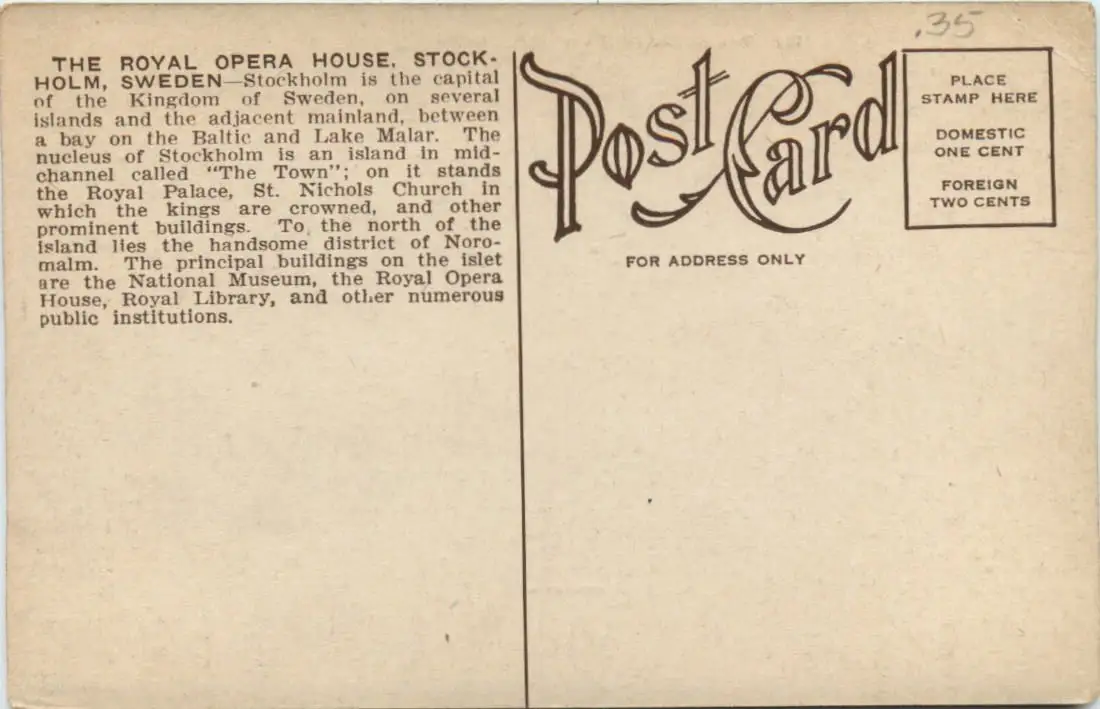 THE ROYAL OPERA HOUSE, STOCK-
HOLM, SWEDEN—Stockholm is the capital
of the Kingdom of Sweden, on several
islands and the adjacent mainland, between
a bay on the Baltic and Lake Malar. The
nucleus of Stockholm is an island in mid-
channel called "The Town"; on it stands
the Royal Palace, St. Nichols Church in
which the kings are crowned, and other
prominent buildings. To the north of the
island lies the handsome district of Noro-
malm. The principal buildings on the islet
are the National Museum, the Royal Opera
House, Royal Library, and other numerous
public institutions.
Post Card
FOR ADDRESS ONLY
.35
PLACE
STAMP HERE
DOMESTIC
ONE CENT
FOREIGN
TWO CENTS